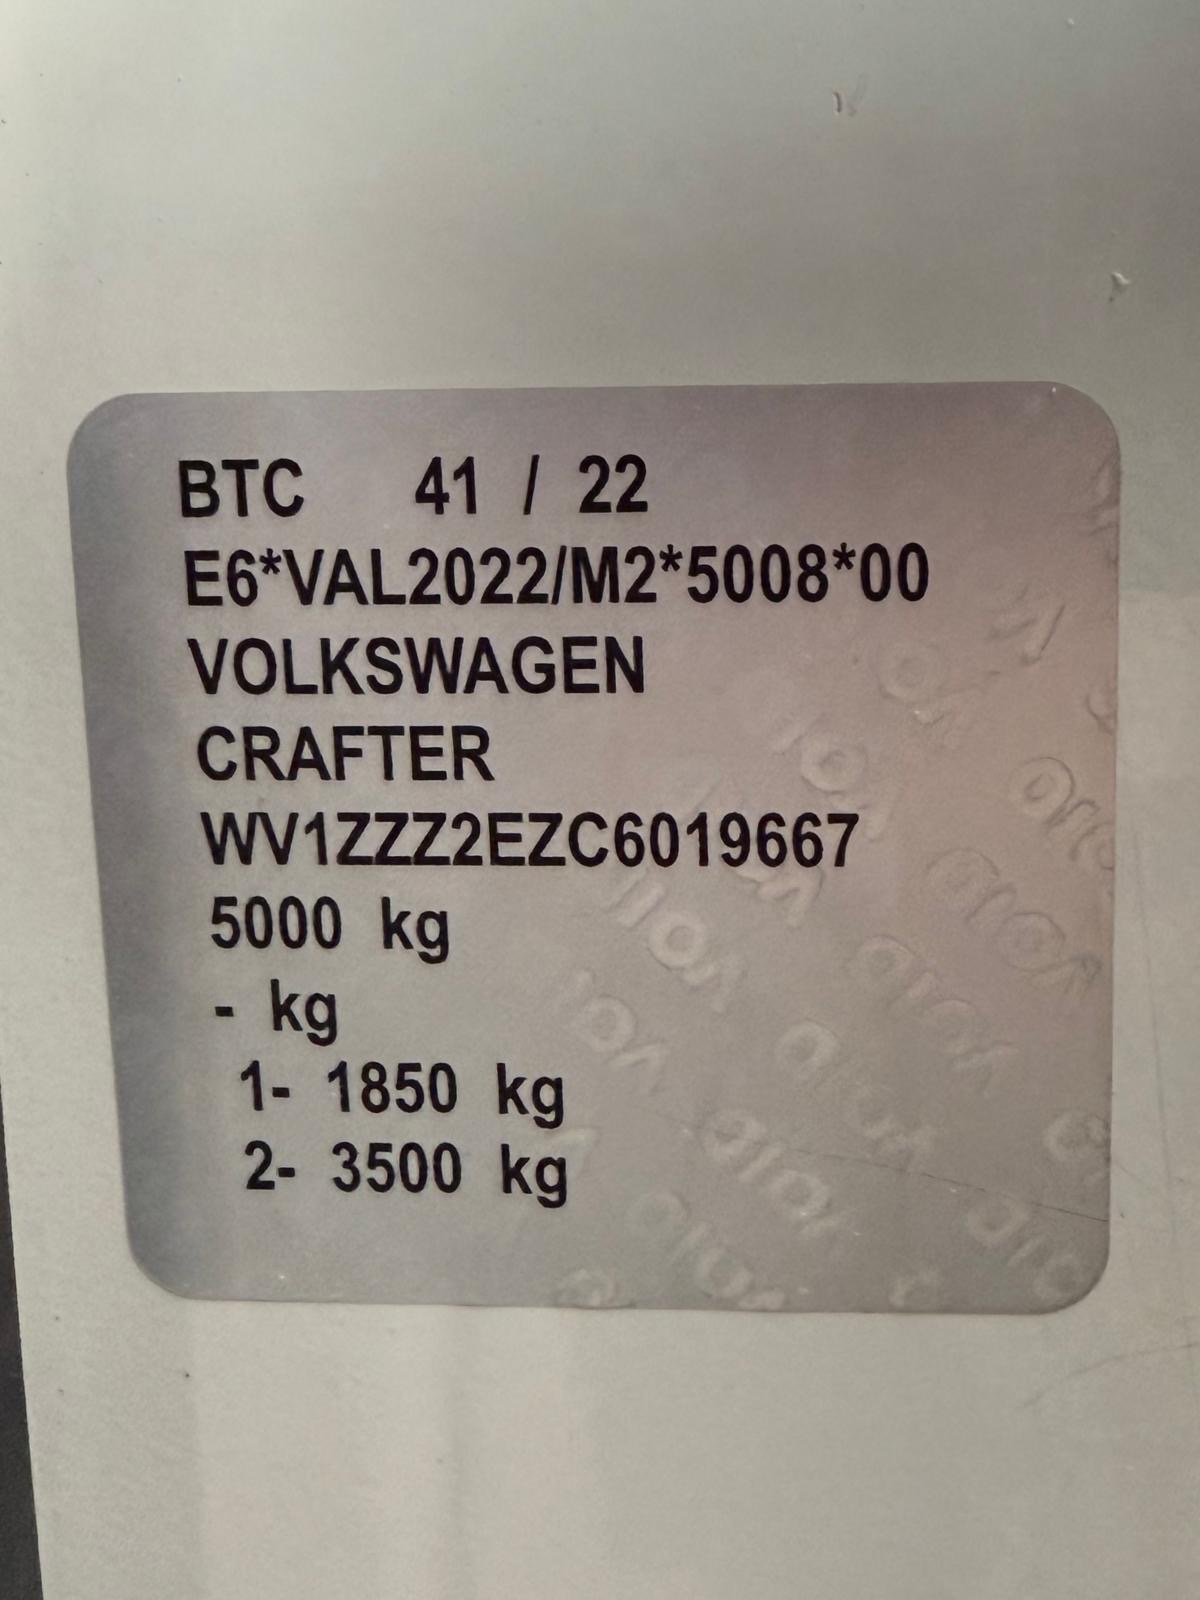 BTC 41 / 22
E6*VAL2022/M2*5008*00
VOLKSWAGEN
CRAFTER
WV1ZZZ2EZC6019667
5000 kg
- kg
1- 1850 kg
2- 3500 kg